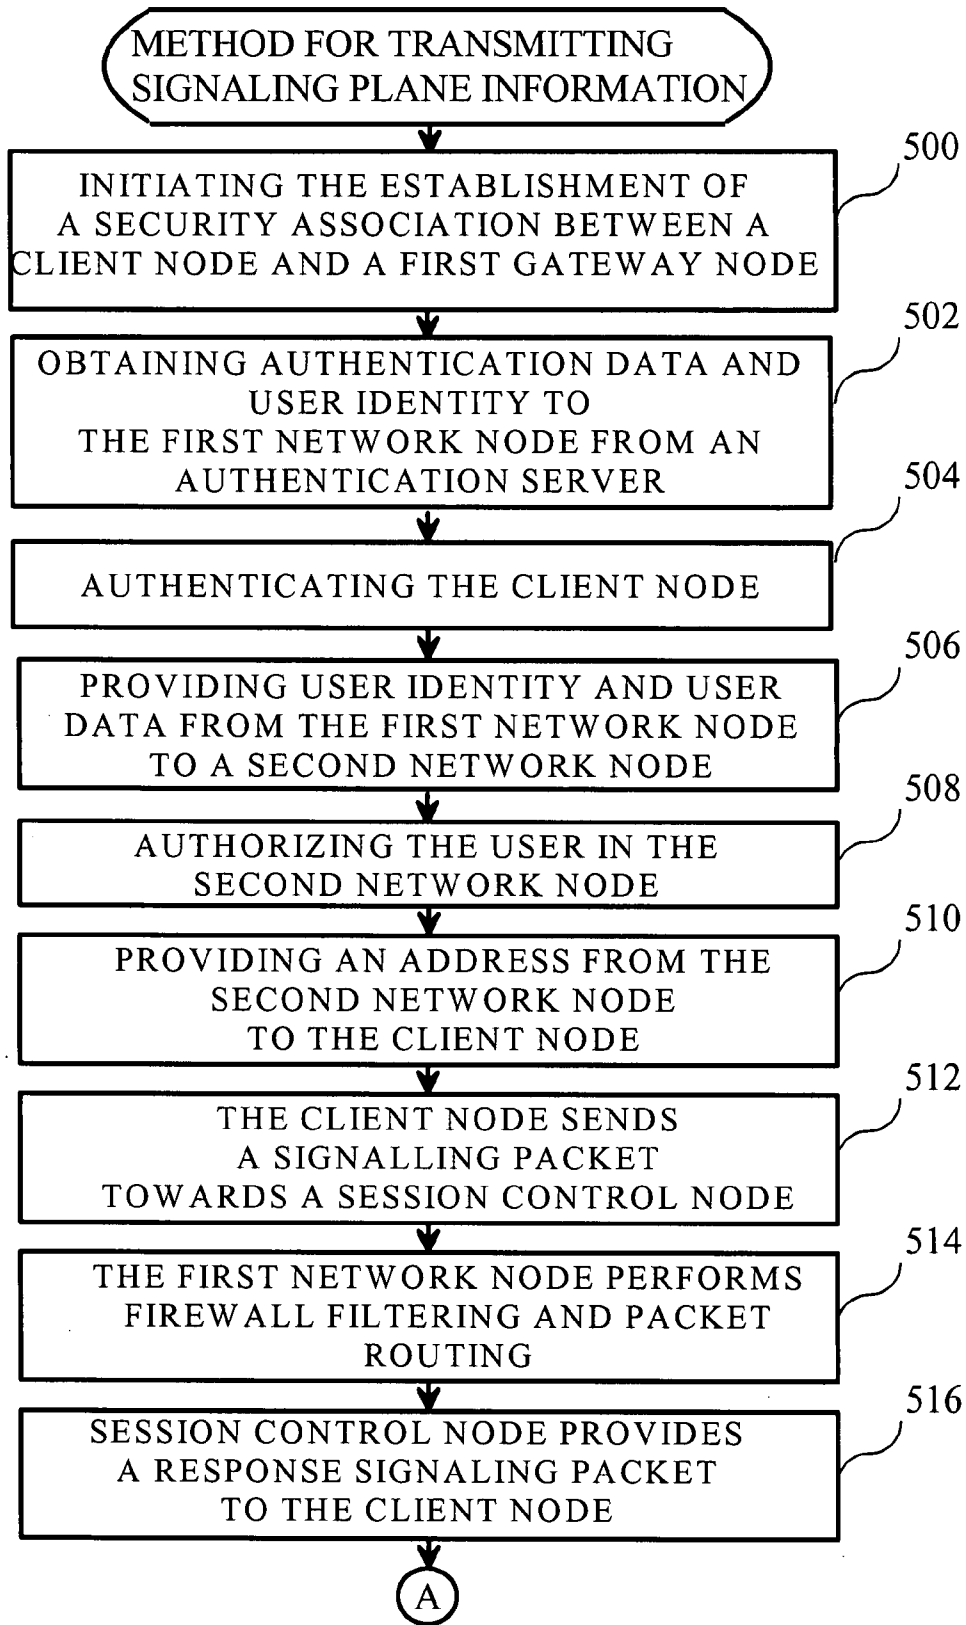 METHOD FOR TRANSMITTING
SIGNALING PLANE INFORMATION
500
INITIATING THE ESTABLISHMENT OF
A SECURITY ASSOCIATION BETWEEN A
CLIENT NODE AND A FIRST GATEWAY NODE
502
OBTAINING AUTHENTICATION DATA AND
USER IDENTITY TO
THE FIRST NETWORK NODE FROM AN
AUTHENTICATION SERVER
504
AUTHENTICATING THE CLIENT NODE
506
PROVIDING USER IDENTITY AND USER
DATA FROM THE FIRST NETWORK NODE
TO A SECOND NETWORK NODE
508
AUTHORIZING THE USER IN THE
SECOND NETWORK NODE
510
PROVIDING AN ADDRESS FROM THE
SECOND NETWORK NODE
TO THE CLIENT NODE
512
THE CLIENT NODE SENDS
A SIGNALLING PACKET
TOWARDS A SESSION CONTROL NODE
514
THE FIRST NETWORK NODE PERFORMS
FIREWALL FILTERING AND PACKET
ROUTING
516
SESSION CONTROL NODE PROVIDES
A RESPONSE SIGNALING PACKET
TO THE CLIENT NODE
A